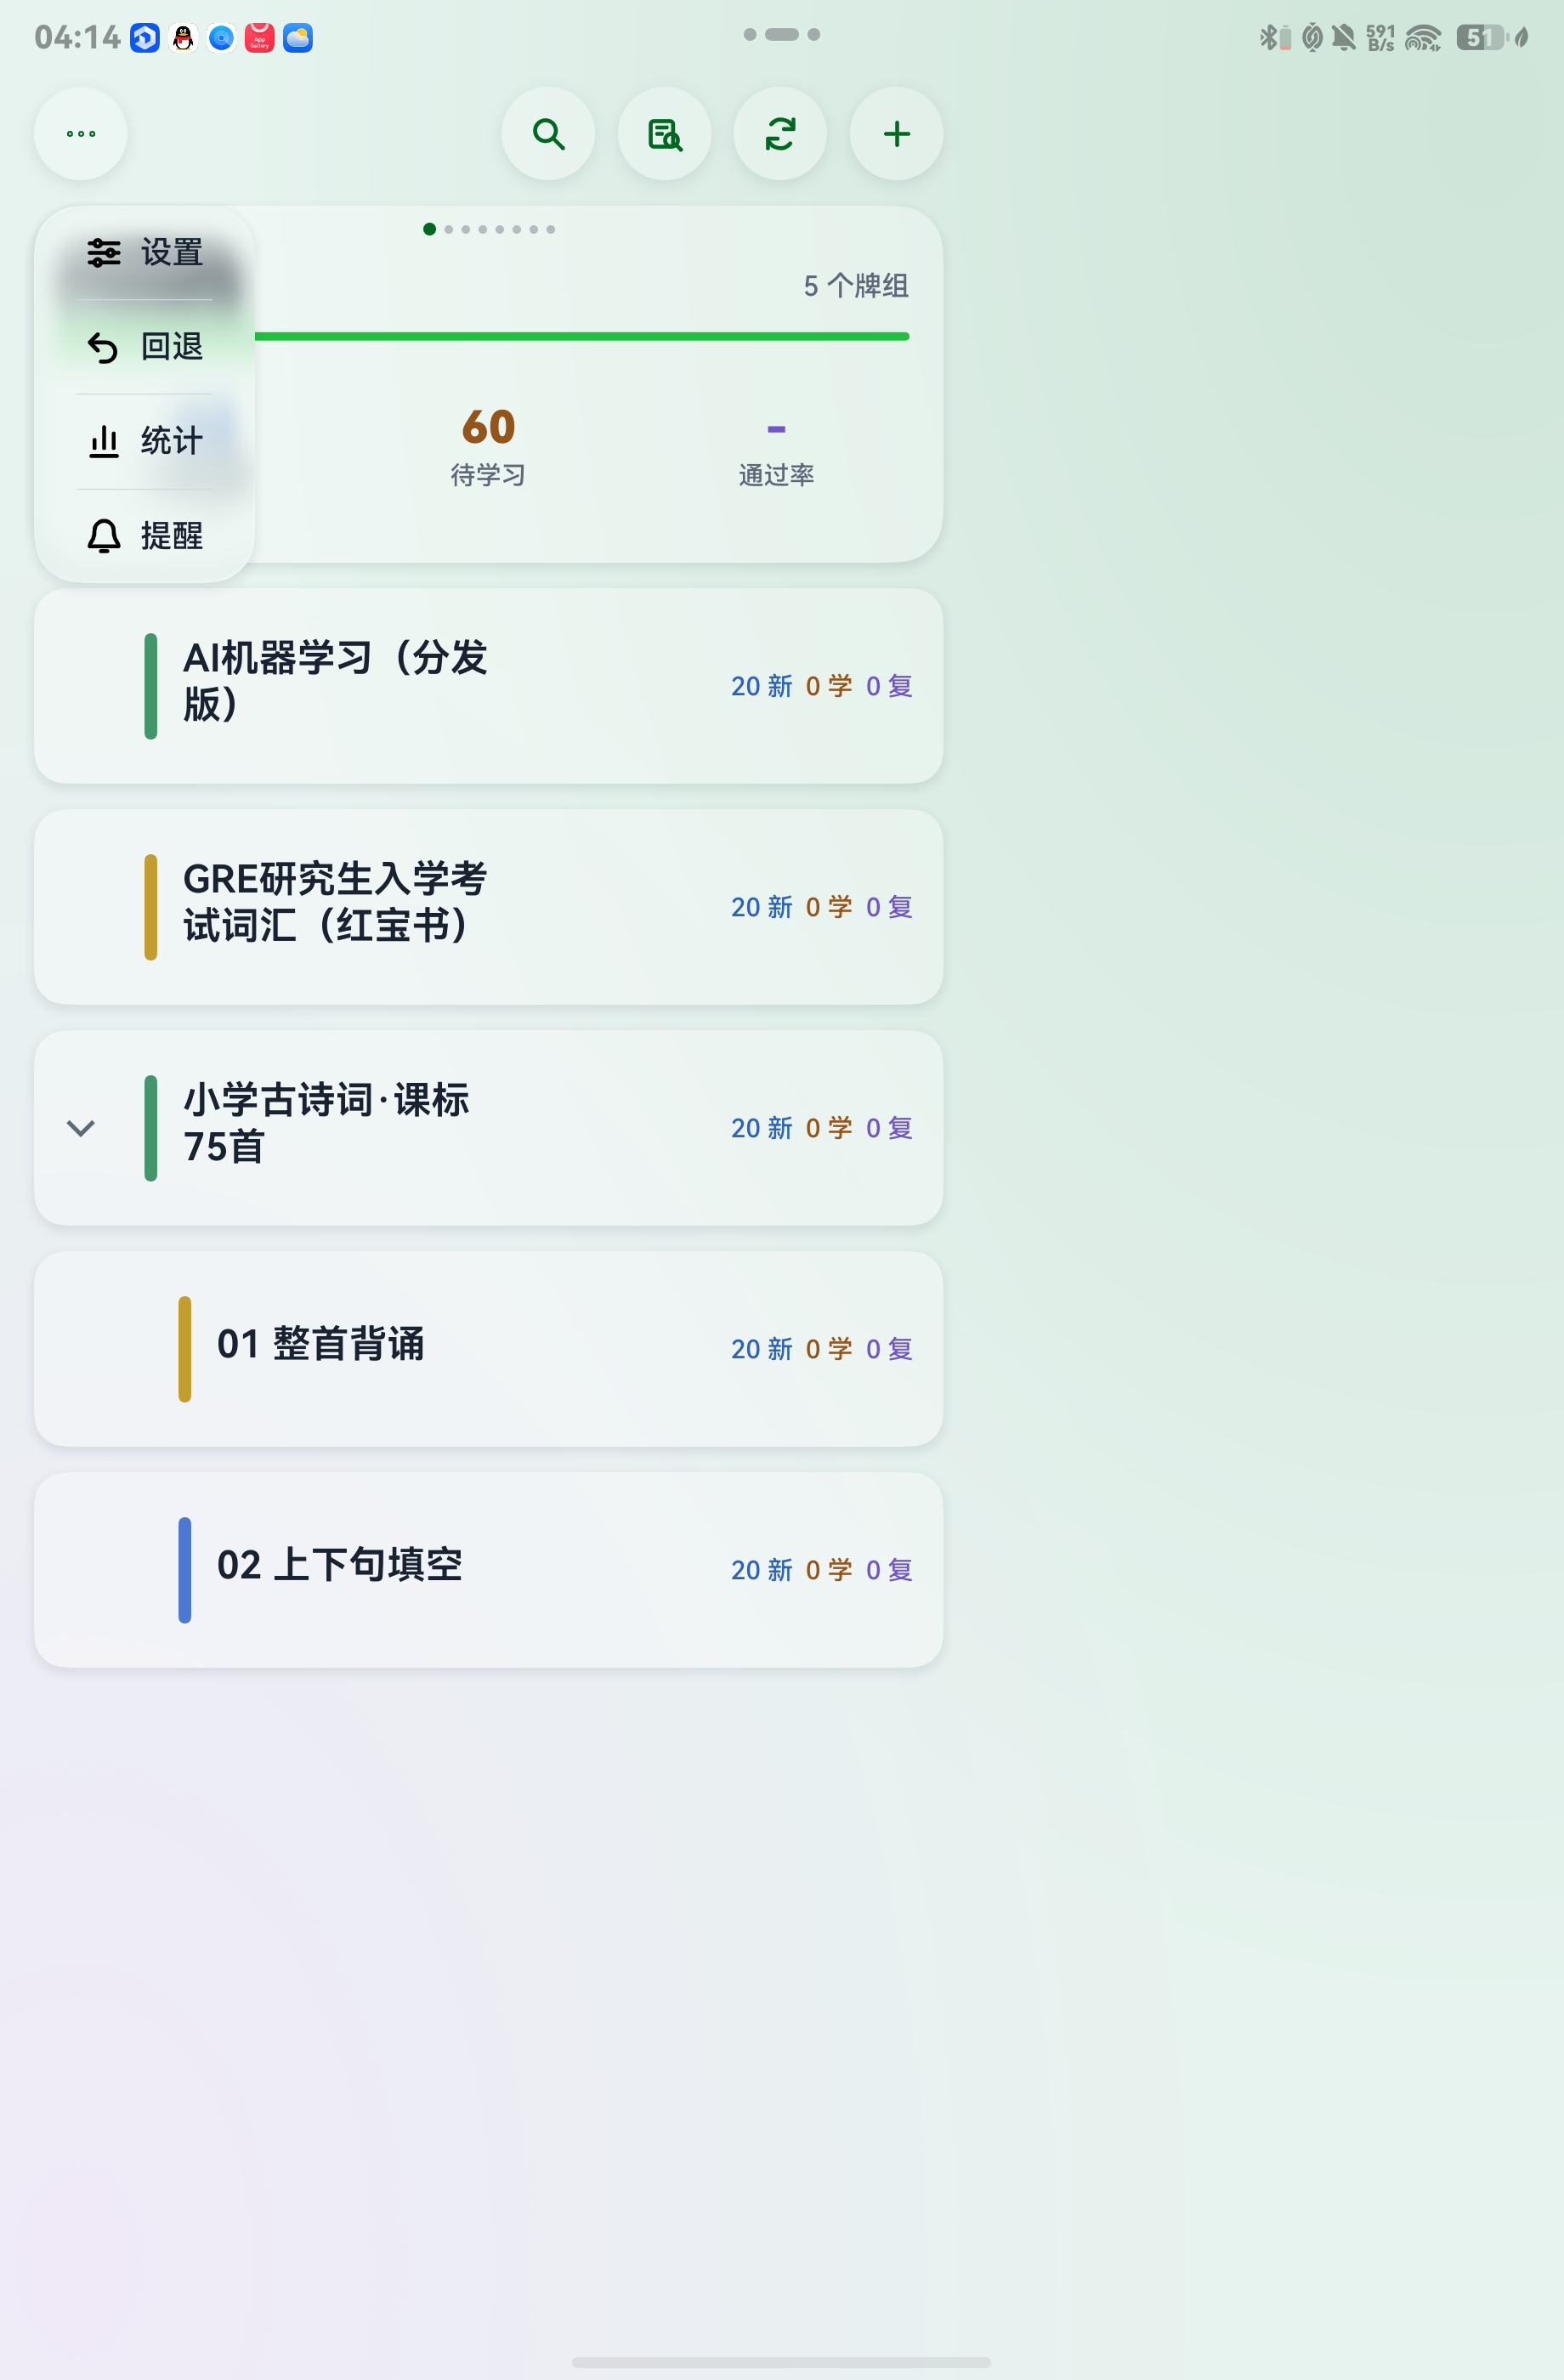 04:14
591
B/s
51
App
Gallery
设置
5 个牌组
回退
60
-
统计
待学习
通过率
提醒
AI机器学习（分发
版）
20 新 0 学 0 复
GRE研究生入学考
试词汇（红宝书）
20 新 0 学 0 复
小学古诗词·课标
75首
20 新 0 学 0 复
01 整首背诵
20 新 0 学 0 复
02 上下句填空
20 新 0 学 0 复